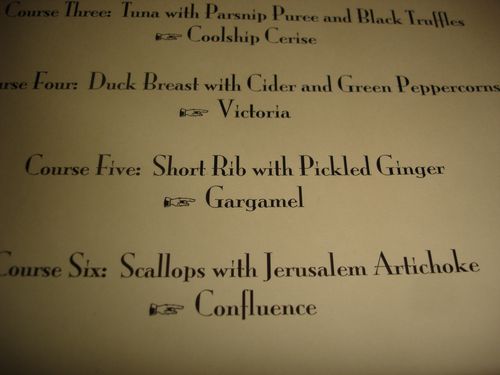 Course Three: Tuna with Parsnip Puree and Black Truffles
☞ Coolship Cerise
rse Four: Duck Breast with Cider and Green Peppercorns
☞ Victoria
Course Five: Short Rib with Pickled Ginger
☞ Gargamel
Course Six: Scallops with Jerusalem Artichoke
☞ Confluence